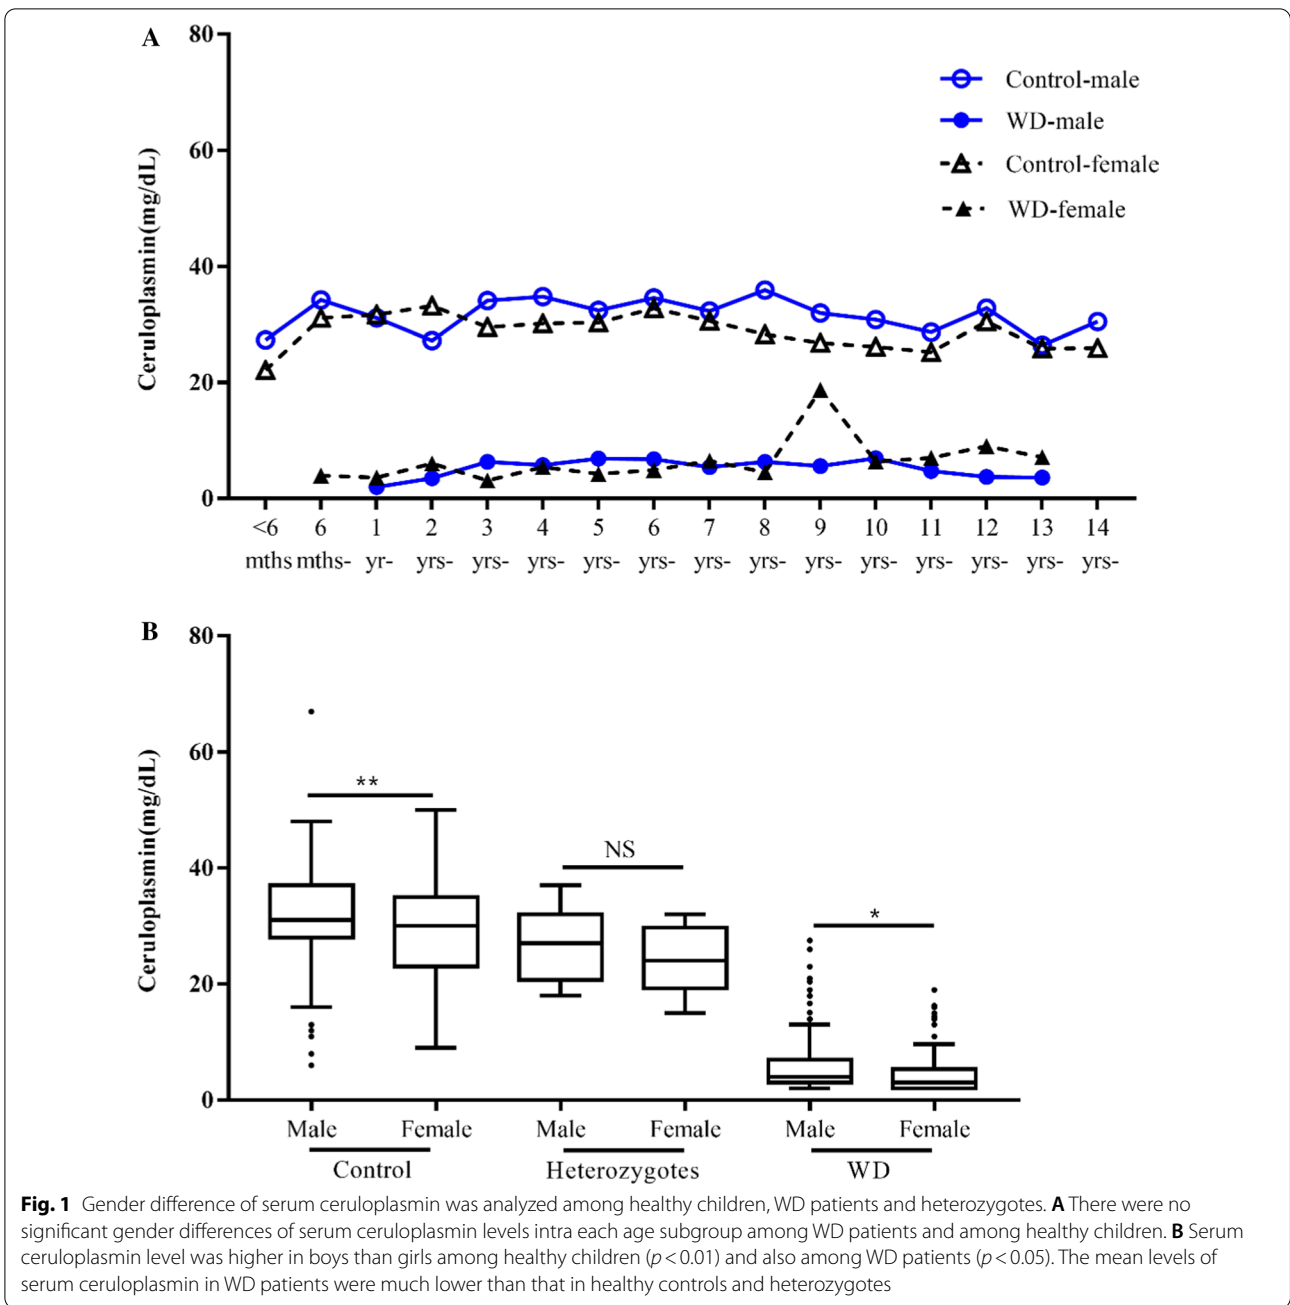 A
80
60
40
20
0
Ceruloplasmin(mg/dL)
Control-male
WD-male
Control-female
WD-female
<6 6 1 2 3 4 5 6 7 8 9 10 11 12 13 14
mths mths- yr- yrs- yrs- yrs- yrs- yrs- yrs- yrs- yrs- yrs- yrs- yrs- yrs- yrs-
B
80
60
40
20
0
Ceruloplasmin(mg/dL)
**
NS
*
Male Female Male Female Male Female
Control Heterozygotes WD
Fig. 1 Gender difference of serum ceruloplasmin was analyzed among healthy children, WD patients and heterozygotes. A There were no
significant gender differences of serum ceruloplasmin levels intra each age subgroup among WD patients and among healthy children. B Serum
ceruloplasmin level was higher in boys than girls among healthy children (p < 0.01) and also among WD patients (p < 0.05). The mean levels of
serum ceruloplasmin in WD patients were much lower than that in healthy controls and heterozygotes